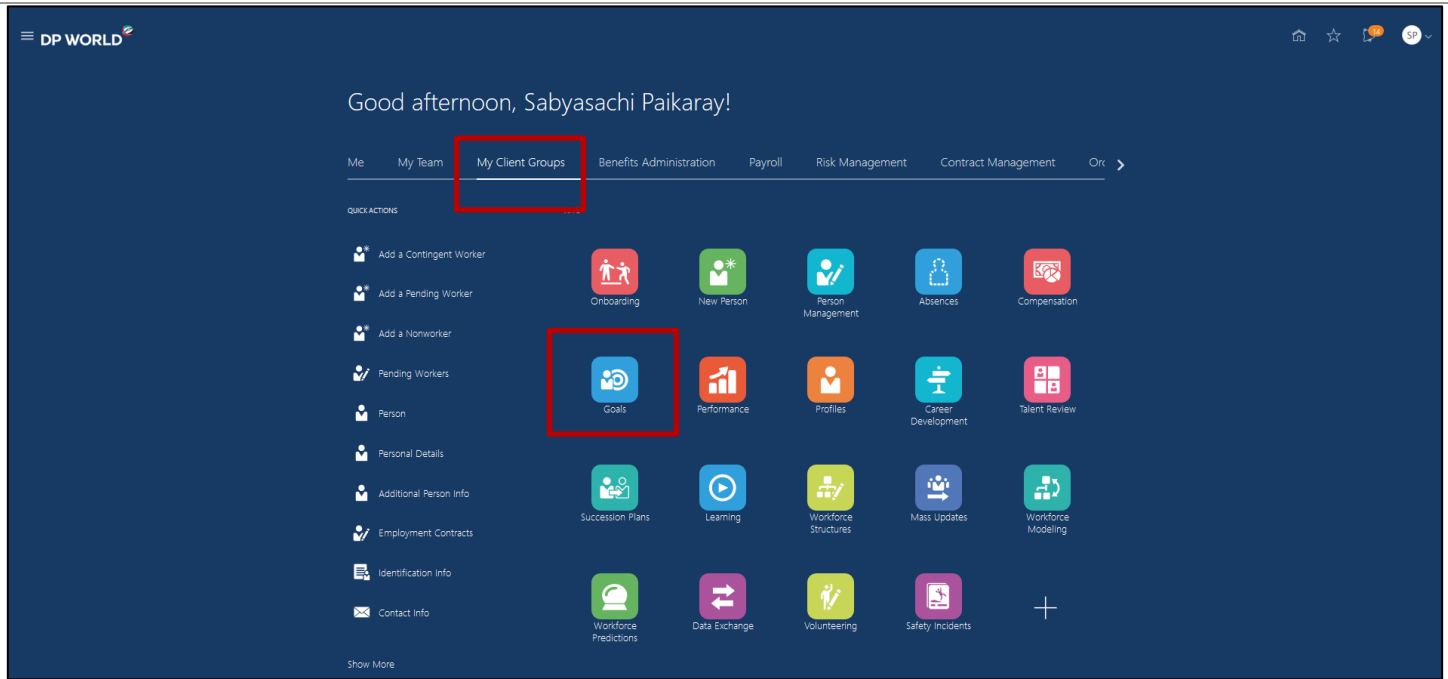 DP WORLD
14
SP
Good afternoon, Sabyasachi Paikaray!
Me My Team My Client Groups Benefits Administration Payroll Risk Management Contract Management Orc
QUICK ACTIONS
Add a Contingent Worker
Add a Pending Worker
Add a Nonworker
Pending Workers
Person
Personal Details
Additional Person Info
Employment Contracts
Identification Info
Contact Info
Show More
Onboarding
New Person
Person
Management
Absences
Compensation
Goals
Performance
Profiles
Career
Development
Talent Review
Succession Plans
Learning
Workforce
Structures
Mass Updates
Workforce
Modeling
Workforce
Predictions
Data Exchange
Volunteering
Safety Incidents